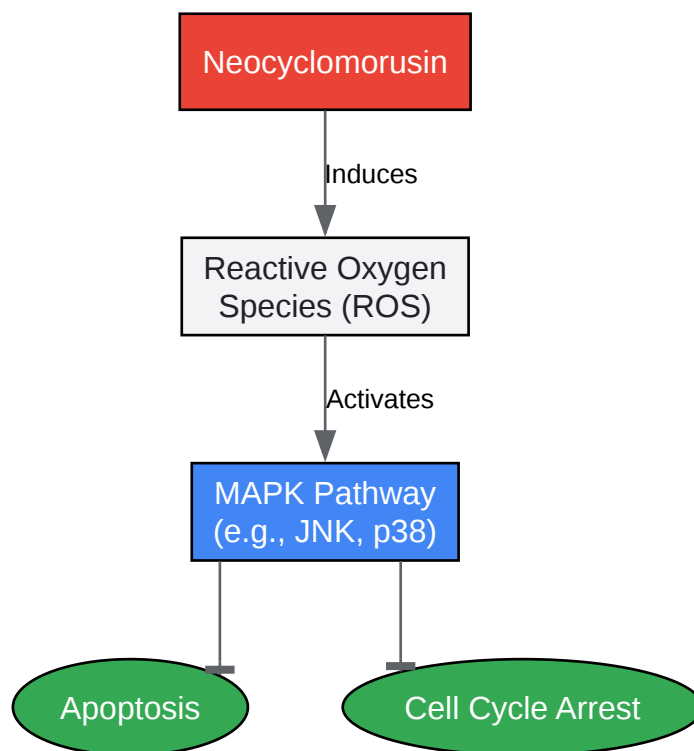 Neocyclomorusin
Induces
Reactive Oxygen
Species (ROS)
Activates
MAPK Pathway
(e.g., JNK, p38)
Apoptosis
Cell Cycle Arrest